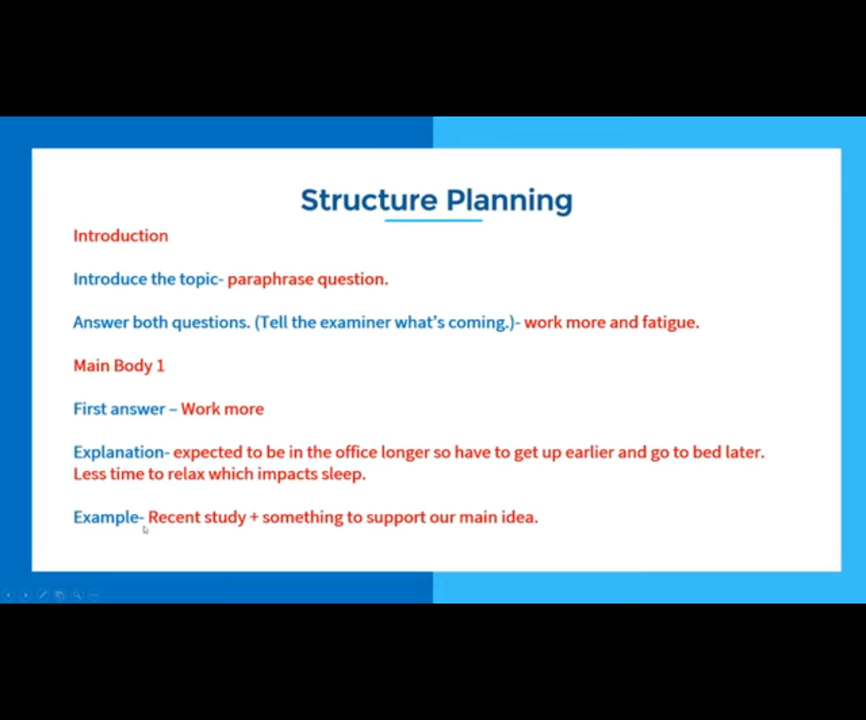 Structure Planning
Introduction
Introduce the topic- paraphrase question.
Answer both questions. (Tell the examiner what's coming.)- work more and fatigue.
Main Body 1
First answer – Work more
Explanation- expected to be in the office longer so have to get up earlier and go to bed later.
Less time to relax which impacts sleep.
Example- Recent study + something to support our main idea.